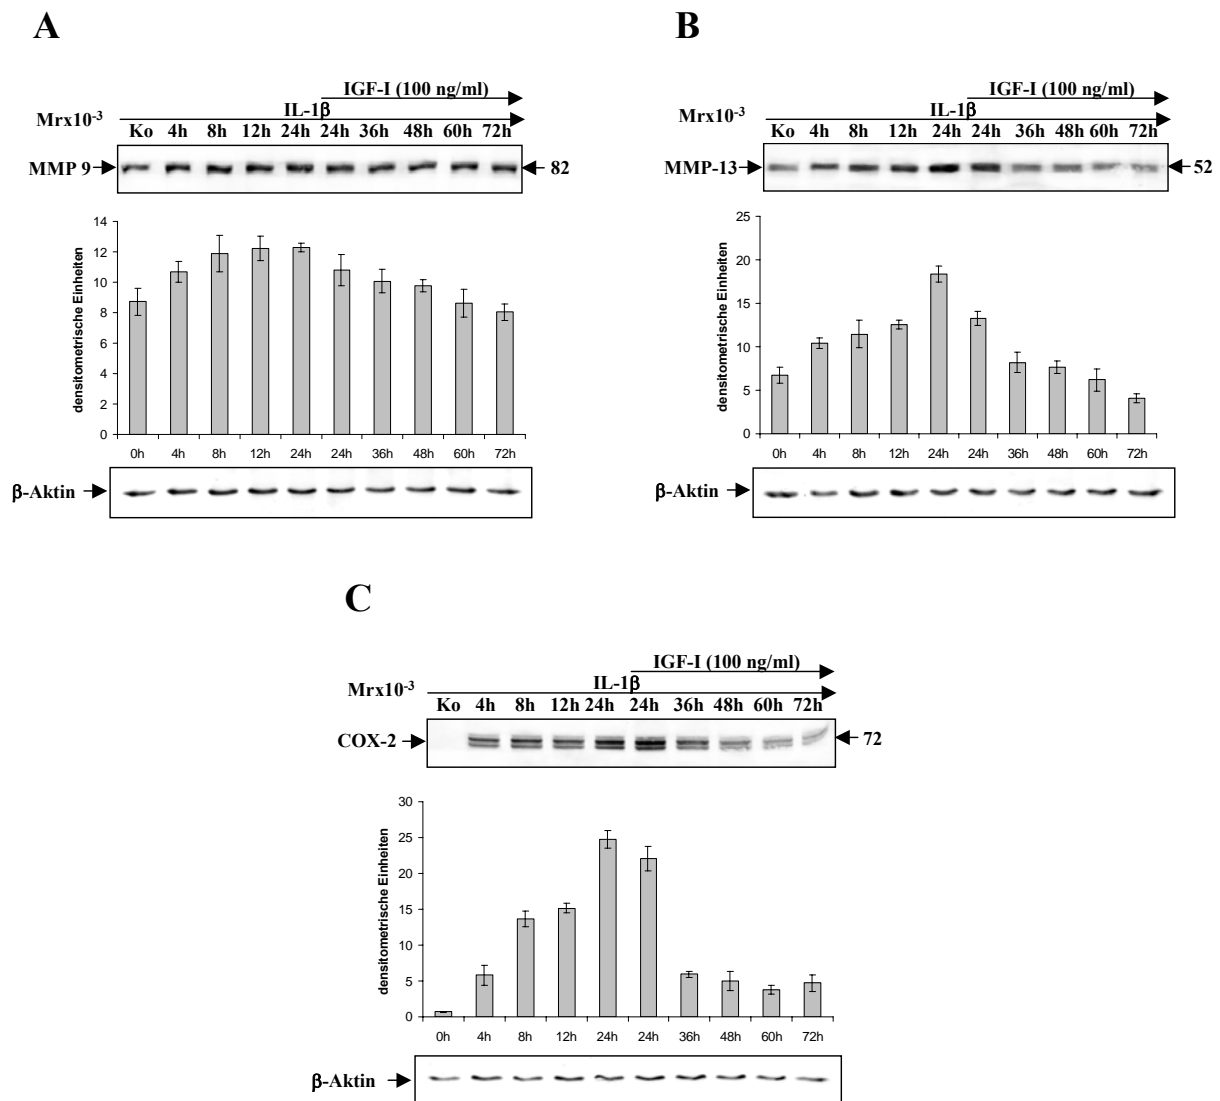 A
IGF-I (100 ng/ml)
IL-1β
Mrx10-3
Ko 4h 8h 12h 24h 24h 36h 48h 60h 72h
MMP 9 82
densitometrische Einheiten
14
12
10
8
6
4
2
0
0h 4h 8h 12h 24h 24h 36h 48h 60h 72h
β-Aktin
B
IGF-I (100 ng/ml)
IL-1β
Mrx10-3
Ko 4h 8h 12h 24h 24h 36h 48h 60h 72h
MMP-13 52
densitometrische Einheiten
25
20
15
10
5
0
0h 4h 8h 12h 24h 24h 36h 48h 60h 72h
β-Aktin
C
IGF-I (100 ng/ml)
IL-1β
Mrx10-3
Ko 4h 8h 12h 24h 24h 36h 48h 60h 72h
COX-2 72
densitometrische Einheiten
30
25
20
15
10
5
0
0h 4h 8h 12h 24h 24h 36h 48h 60h 72h
β-Aktin